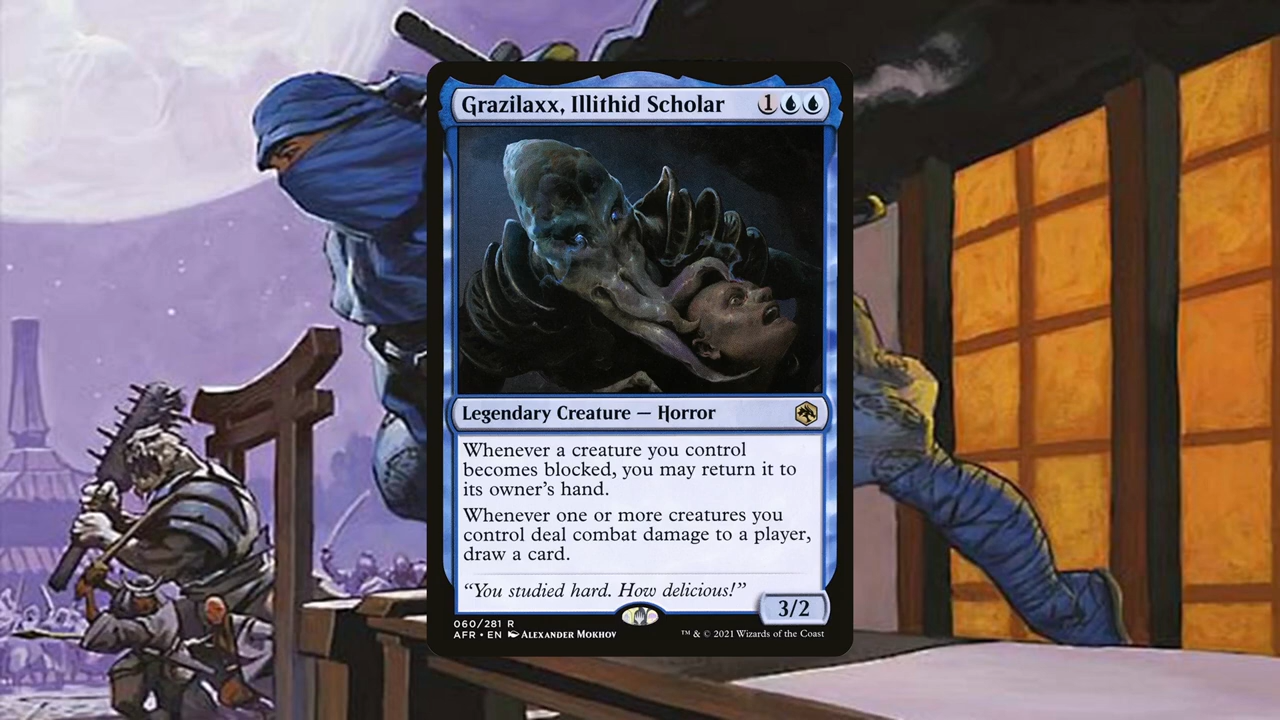 Grazilaxx, Illithid Scholar 1
Legendary Creature — Horror
Whenever a creature you control
becomes blocked, you may return it to
its owner's hand.
Whenever one or more creatures you
control deal combat damage to a player,
draw a card.
“You studied hard. How delicious!”
3/2
060/281 R
AFR • EN Alexander Mokhov
™ & © 2021 Wizards of the Coast